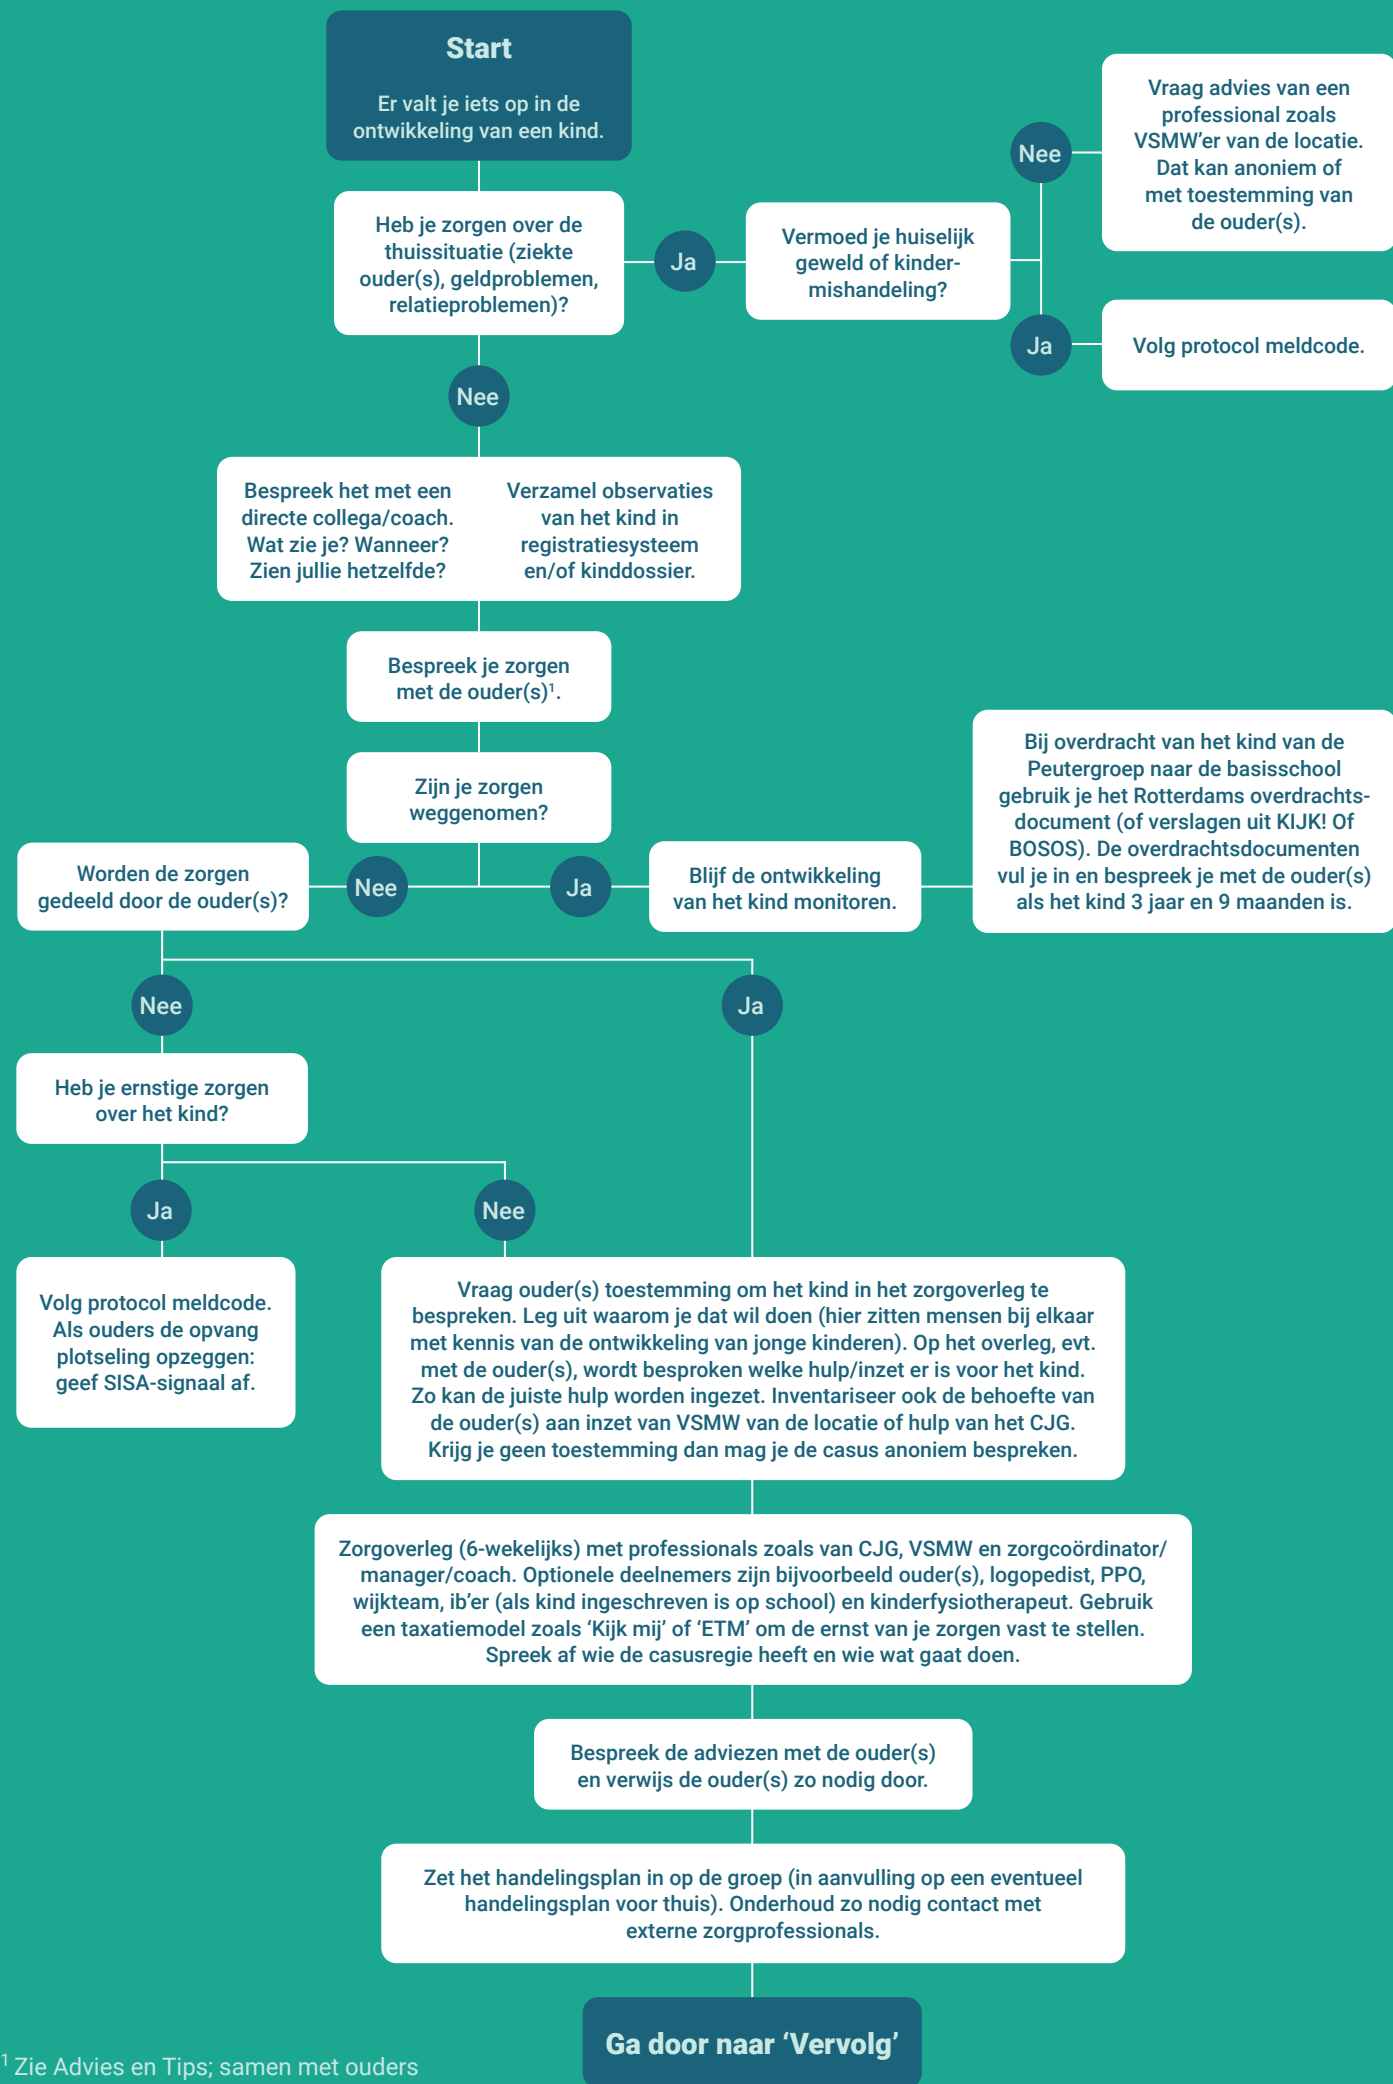 Start
Er valt je iets op in de
ontwikkeling van een kind.
Heb je zorgen over de
thuissituatie (ziekte
ouder(s), geldproblemen,
relatieproblemen)?
Ja
Vermoed je huiselijk
geweld of kinder-
mishandeling?
Nee
Vraag advies van een
professional zoals
VSMW’er van de locatie.
Dat kan anoniem of
met toestemming van
de ouder(s).
Ja
Volg protocol meldcode.
Nee
Bespreek het met een
directe collega/coach.
Wat zie je? Wanneer?
Zien jullie hetzelfde?
Verzamel observaties
van het kind in
registratiesysteem
en/of kinddossier.
Bespreek je zorgen
met de ouder(s)¹.
Zijn je zorgen
weggenomen?
Nee
Ja
Blijf de ontwikkeling
van het kind monitoren.
Bij overdracht van het kind van de
Peutergroep naar de basisschool
gebruik je het Rotterdams overdrachts-
document (of verslagen uit KIJK! Of
BOSOS). De overdrachtsdocumenten
vul je in en bespreek je met de ouder(s)
als het kind 3 jaar en 9 maanden is.
Worden de zorgen
gedeeld door de ouder(s)?
Nee
Ja
Heb je ernstige zorgen
over het kind?
Ja
Nee
Volg protocol meldcode.
Als ouders de opvang
plotseling opzeggen:
geef SISA-signaal af.
Vraag ouder(s) toestemming om het kind in het zorgoverleg te
bespreken. Leg uit waarom je dat wil doen (hier zitten mensen bij elkaar
met kennis van de ontwikkeling van jonge kinderen). Op het overleg, evt.
met de ouder(s), wordt besproken welke hulp/inzet er is voor het kind.
Zo kan de juiste hulp worden ingezet. Inventariseer ook de behoefte van
de ouder(s) aan inzet van VSMW van de locatie of hulp van het CJG.
Krijg je geen toestemming dan mag je de casus anoniem bespreken.
Zorgoverleg (6-wekelijks) met professionals zoals van CJG, VSMW en zorgcoördinator/
manager/coach. Optionele deelnemers zijn bijvoorbeeld ouder(s), logopedist, PPO,
wijkteam, ib’er (als kind ingeschreven is op school) en kinderfysiotherapeut. Gebruik
een taxatiemodel zoals ‘Kijk mij’ of ‘ETM’ om de ernst van je zorgen vast te stellen.
Spreek af wie de casusregie heeft en wie wat gaat doen.
Bespreek de adviezen met de ouder(s)
en verwijs de ouder(s) zo nodig door.
Zet het handelingsplan in op de groep (in aanvulling op een eventueel
handelingsplan voor thuis). Onderhoud zo nodig contact met
externe zorgprofessionals.
Ga door naar ‘Vervolg’
¹ Zie Advies en Tips; samen met ouders